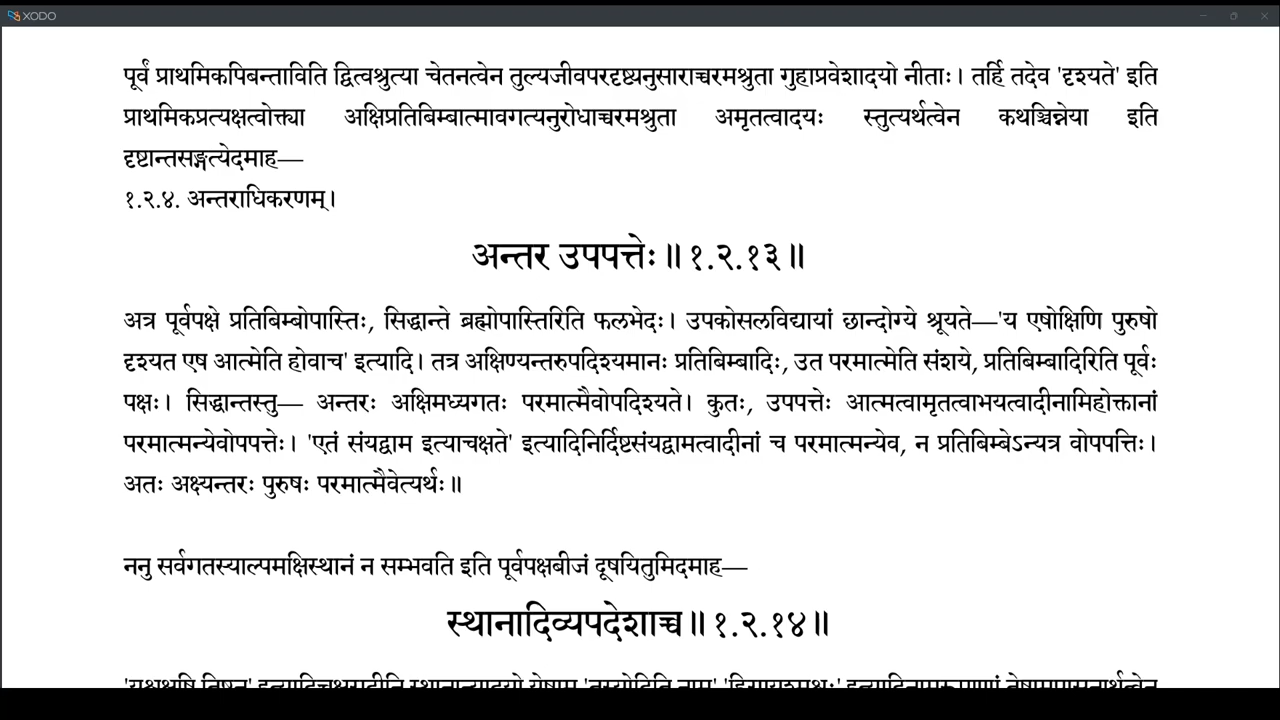 XODO
पूर्वं प्राथमिकपिबन्ताविति द्वित्वश्रुत्या चेतनत्वेन तुल्यजीवपरदृष्ट्यनुसाराच्चरमश्रुता गुहाप्रवेशादयो नीताः। तर्हि तदेव 'दृश्यते' इति
प्राथमिकप्रत्यक्षत्वोक्त्या अक्षिप्रतिबिम्बात्मावगत्यनुरोधाच्चरमश्रुता अमृतत्वादयः स्तुत्यर्थत्वेन कथञ्चिन्नेया इति
दृष्टान्तसङ्गत्येदमाह—
१.२.४. अन्तराधिकरणम्।
अन्तर उपपत्तेः॥१.२.१३॥
अत्र पूर्वपक्षे प्रतिबिम्बोपास्तिः, सिद्धान्ते ब्रह्मोपास्तिरिति फलभेदः। उपकोसलविद्यायां छान्दोग्ये श्रूयते—'य एषोक्षिणि पुरुषो
दृश्यत एष आत्मेति होवाच' इत्यादि। तत्र अक्षिण्यन्तरुपदिश्यमानः प्रतिबिम्बादिः, उत परमात्मेति संशये, प्रतिबिम्बादिरिति पूर्वः
पक्षः। सिद्धान्तस्तु— अन्तरः अक्षिमध्यगतः परमात्मैवोपदिश्यते। कुतः, उपपत्तेः आत्मत्वामृतत्वाभयत्वादीनामिहोक्तानां
परमात्मन्येवोपपत्तेः। 'एतं संयद्वाम इत्याचक्षते' इत्यादिनिर्दिष्टसंयद्वामत्वादीनां च परमात्मन्येव, न प्रतिबिम्बेऽन्यत्र वोपपत्तिः।
अतः अक्ष्यन्तरः पुरुषः परमात्मैवेत्यर्थः॥
ननु सर्वगतस्याल्पमक्षिस्थानं न सम्भवति इति पूर्वपक्षबीजं दूषयितुमिदमाह—
स्थानादिव्यपदेशाच्च॥१.२.१४॥